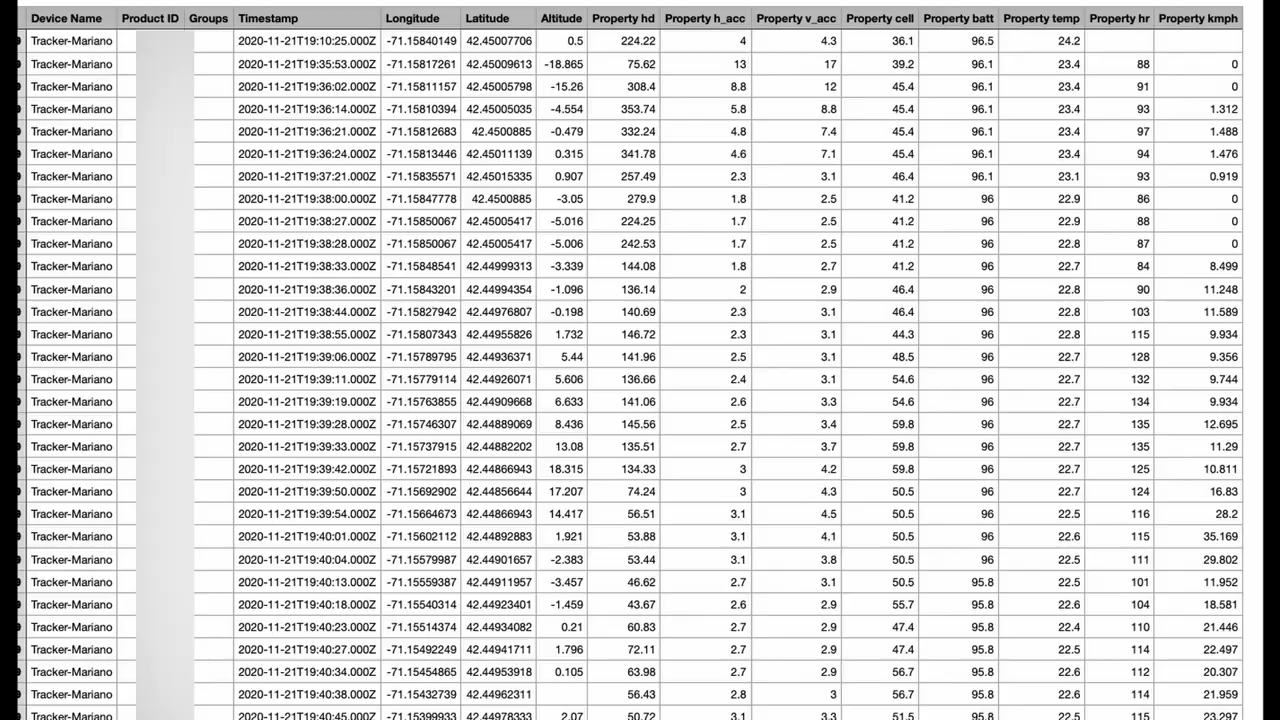 Device Name Product ID Groups Timestamp Longitude Latitude Altitude Property hd Property h_acc Property v_acc Property cell Property batt Property temp Property hr Property kmph
Tracker-Mariano 2020-11-21T19:10:25.000Z -71.15840149 42.45007706 0.5 224.22 4 4.3 36.1 96.5 24.2
Tracker-Mariano 2020-11-21T19:35:53.000Z -71.15817261 42.45009613 -18.865 75.62 13 17 39.2 96.1 23.4 88 0
Tracker-Mariano 2020-11-21T19:36:02.000Z -71.15811157 42.45005798 -15.26 308.4 8.8 12 45.4 96.1 23.4 91 0
Tracker-Mariano 2020-11-21T19:36:14.000Z -71.15810394 42.45005035 -4.554 353.74 5.8 8.8 45.4 96.1 23.4 93 1.312
Tracker-Mariano 2020-11-21T19:36:21.000Z -71.15812683 42.4500885 -0.479 332.24 4.8 7.4 45.4 96.1 23.4 97 1.488
Tracker-Mariano 2020-11-21T19:36:24.000Z -71.15813446 42.45011139 0.315 341.78 4.6 7.1 45.4 96.1 23.4 94 1.476
Tracker-Mariano 2020-11-21T19:37:21.000Z -71.15835571 42.45015335 0.907 257.49 2.3 3.1 46.4 96.1 23.1 93 0.919
Tracker-Mariano 2020-11-21T19:38:00.000Z -71.15847778 42.4500885 -3.05 279.9 1.8 2.5 41.2 96 22.9 86 0
Tracker-Mariano 2020-11-21T19:38:27.000Z -71.15850067 42.45005417 -5.016 224.25 1.7 2.5 41.2 96 22.9 88 0
Tracker-Mariano 2020-11-21T19:38:28.000Z -71.15850067 42.45005417 -5.006 242.53 1.7 2.5 41.2 96 22.8 87 0
Tracker-Mariano 2020-11-21T19:38:33.000Z -71.15848541 42.44999313 -3.339 144.08 1.8 2.7 41.2 96 22.7 84 8.499
Tracker-Mariano 2020-11-21T19:38:36.000Z -71.15843201 42.44994354 -1.096 136.14 2 2.9 46.4 96 22.8 90 11.248
Tracker-Mariano 2020-11-21T19:38:44.000Z -71.15827942 42.44976807 -0.198 140.69 2.3 3.1 46.4 96 22.8 103 11.589
Tracker-Mariano 2020-11-21T19:38:55.000Z -71.15807343 42.44955826 1.732 146.72 2.3 3.1 44.3 96 22.8 115 9.934
Tracker-Mariano 2020-11-21T19:39:06.000Z -71.15789795 42.44936371 5.44 141.96 2.5 3.1 48.5 96 22.7 128 9.356
Tracker-Mariano 2020-11-21T19:39:11.000Z -71.15779114 42.44926071 5.606 136.66 2.4 3.1 54.6 96 22.7 132 9.744
Tracker-Mariano 2020-11-21T19:39:19.000Z -71.15763855 42.44909668 6.633 141.06 2.6 3.3 54.6 96 22.7 134 9.934
Tracker-Mariano 2020-11-21T19:39:28.000Z -71.15746307 42.44889069 8.436 145.56 2.5 3.4 59.8 96 22.7 135 12.695
Tracker-Mariano 2020-11-21T19:39:33.000Z -71.15737915 42.44882202 13.08 135.51 2.7 3.7 59.8 96 22.7 135 11.29
Tracker-Mariano 2020-11-21T19:39:42.000Z -71.15721893 42.44866943 18.315 134.33 3 4.2 59.8 96 22.7 125 10.811
Tracker-Mariano 2020-11-21T19:39:50.000Z -71.15692902 42.44856644 17.207 74.24 3 4.3 50.5 96 22.7 124 16.83
Tracker-Mariano 2020-11-21T19:39:54.000Z -71.15664673 42.44866943 14.417 56.51 3.1 4.5 50.5 96 22.5 116 28.2
Tracker-Mariano 2020-11-21T19:40:01.000Z -71.15602112 42.44892883 1.921 53.88 3.1 4.1 50.5 96 22.6 115 35.169
Tracker-Mariano 2020-11-21T19:40:04.000Z -71.15579987 42.44901657 -2.383 53.44 3.1 3.8 50.5 96 22.5 111 29.802
Tracker-Mariano 2020-11-21T19:40:13.000Z -71.15559387 42.44911957 -3.457 46.62 2.7 3.1 50.5 95.8 22.5 101 11.952
Tracker-Mariano 2020-11-21T19:40:18.000Z -71.15540314 42.44923401 -1.459 43.67 2.6 2.9 55.7 95.8 22.6 104 18.581
Tracker-Mariano 2020-11-21T19:40:23.000Z -71.15514374 42.44934082 0.21 60.83 2.7 2.9 47.4 95.8 22.4 110 21.446
Tracker-Mariano 2020-11-21T19:40:27.000Z -71.15492249 42.44941711 1.796 72.11 2.7 2.9 47.4 95.8 22.5 114 22.497
Tracker-Mariano 2020-11-21T19:40:34.000Z -71.15454865 42.44953918 0.105 63.98 2.7 2.9 56.7 95.8 22.6 112 20.307
Tracker-Mariano 2020-11-21T19:40:38.000Z -71.15432739 42.44962311 56.43 2.8 3 56.7 95.8 22.6 114 21.959
Tracker-Mariano 2020-11-21T19:40:45.000Z -71.15399933 42.44978333 2.07 50.72 3.1 3.3 51.5 95.8 22.6 115 23.297